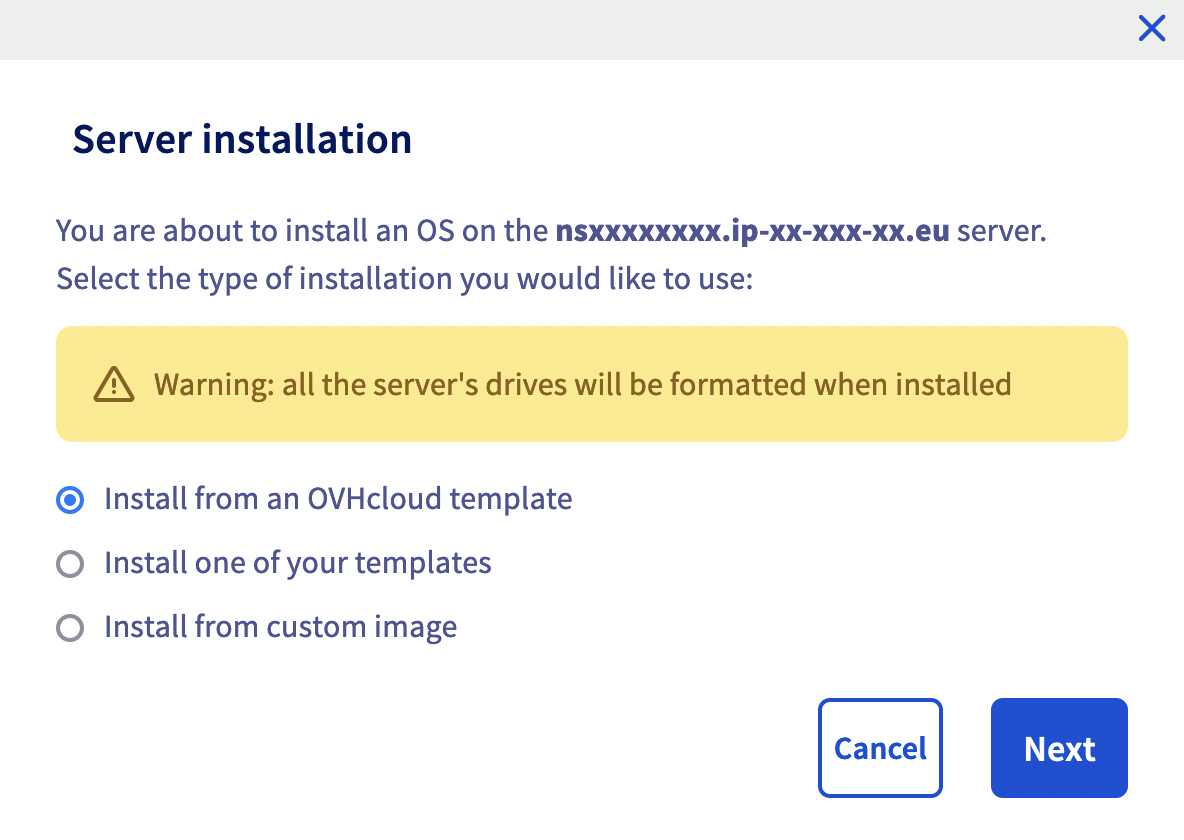 Server installation
You are about to install an OS on the nsxxxxxxxx.ip-xx-xxx-xx.eu server.
Select the type of installation you would like to use:
Warning: all the server's drives will be formatted when installed
Install from an OVHcloud template
Install one of your templates
Install from custom image
Cancel
Next